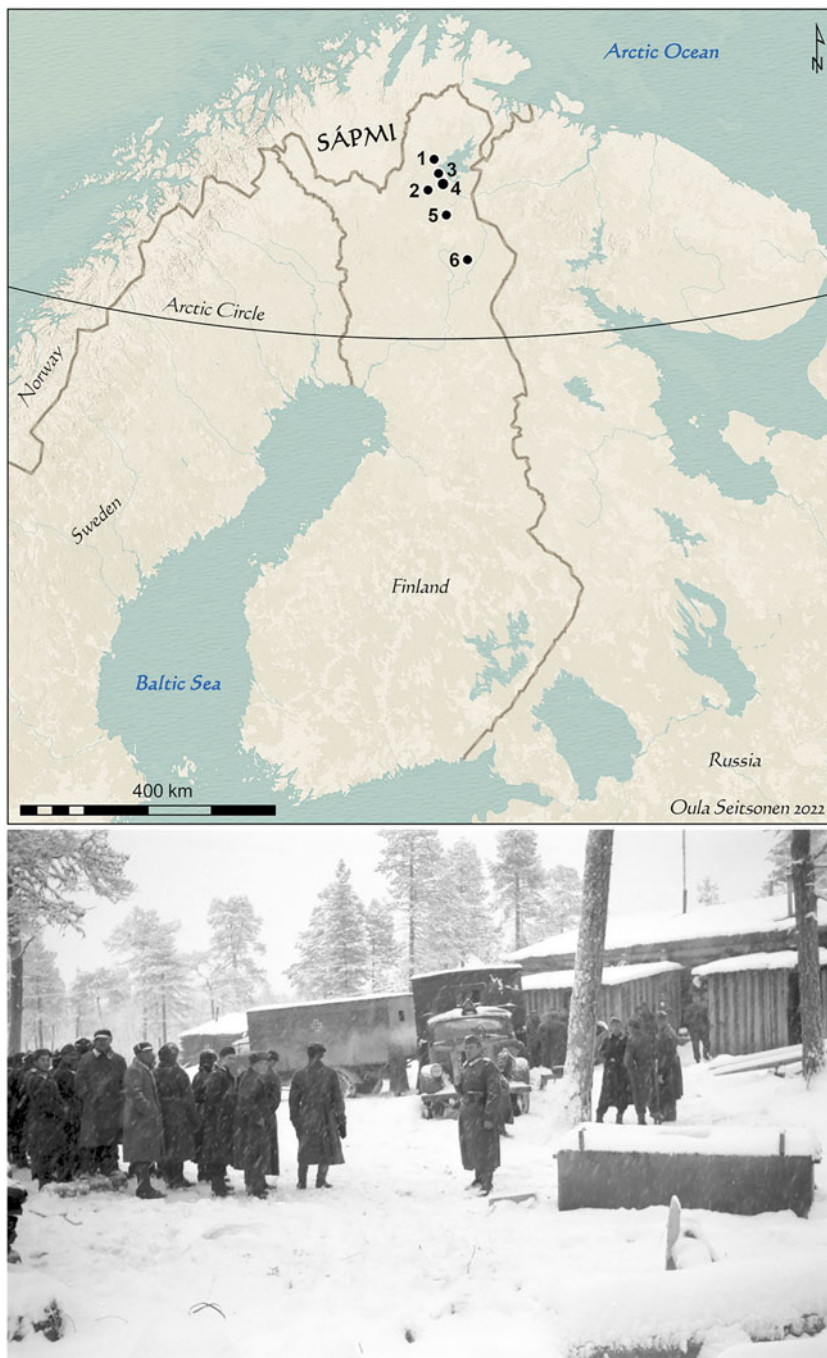 Arctic Ocean
Z
SÁPMI
1
3
2
4
5
6
Arctic Circle
Norway
Sweden
Finland
Baltic Sea
Russia
400 km
Oula Seitsonen 2022